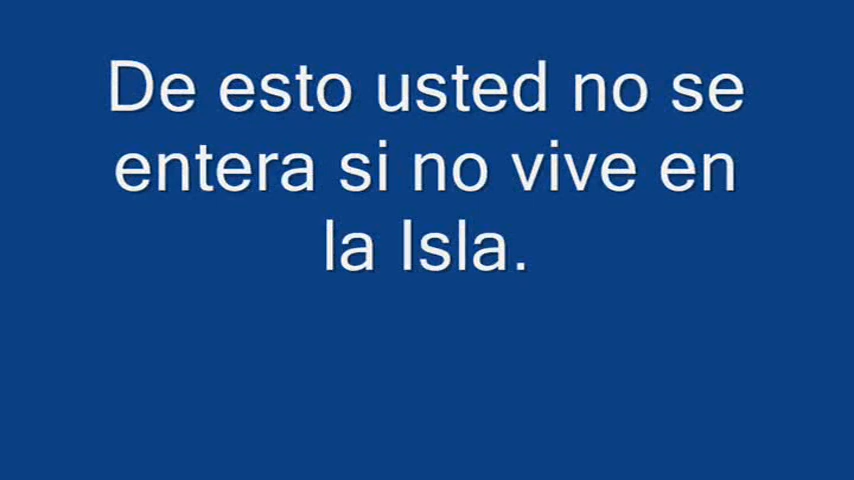 De esto usted no se
entera si no vive en
la Isla.